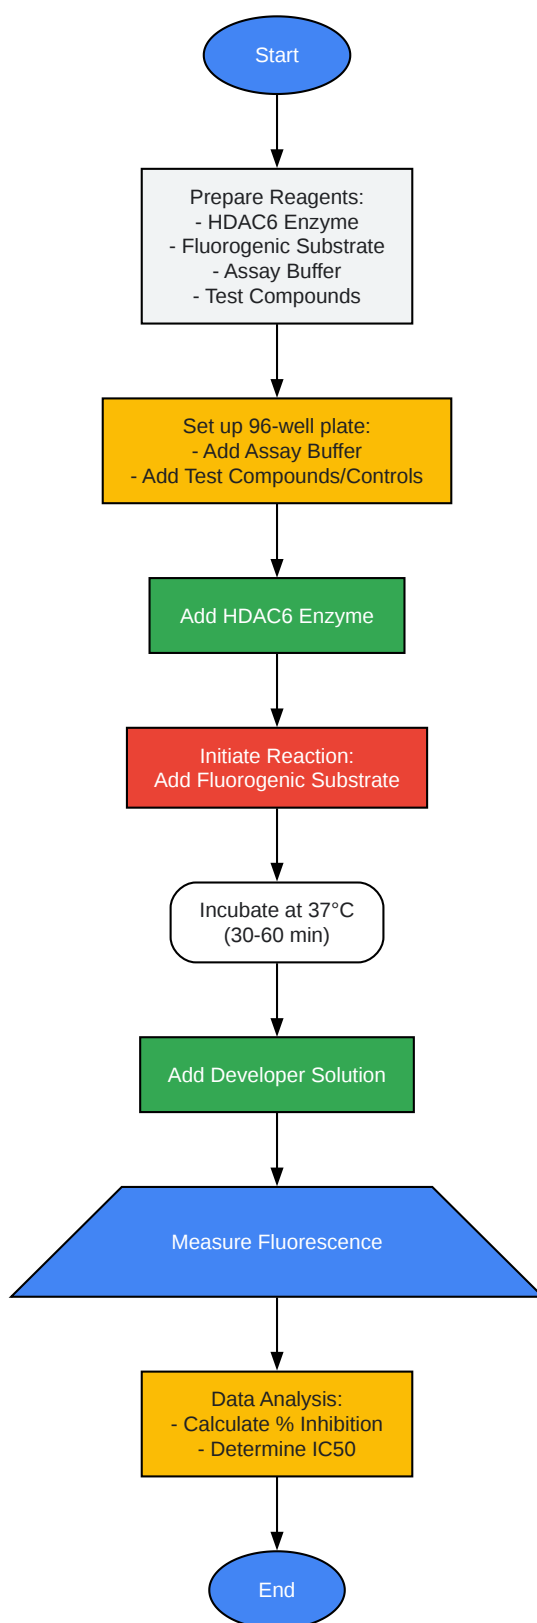 Start
Prepare Reagents:
- HDAC6 Enzyme
- Fluorogenic Substrate
- Assay Buffer
- Test Compounds
Set up 96-well plate:
- Add Assay Buffer
- Add Test Compounds/Controls
Add HDAC6 Enzyme
Initiate Reaction:
Add Fluorogenic Substrate
Incubate at 37°C
(30-60 min)
Add Developer Solution
Measure Fluorescence
Data Analysis:
- Calculate % Inhibition
- Determine IC50
End